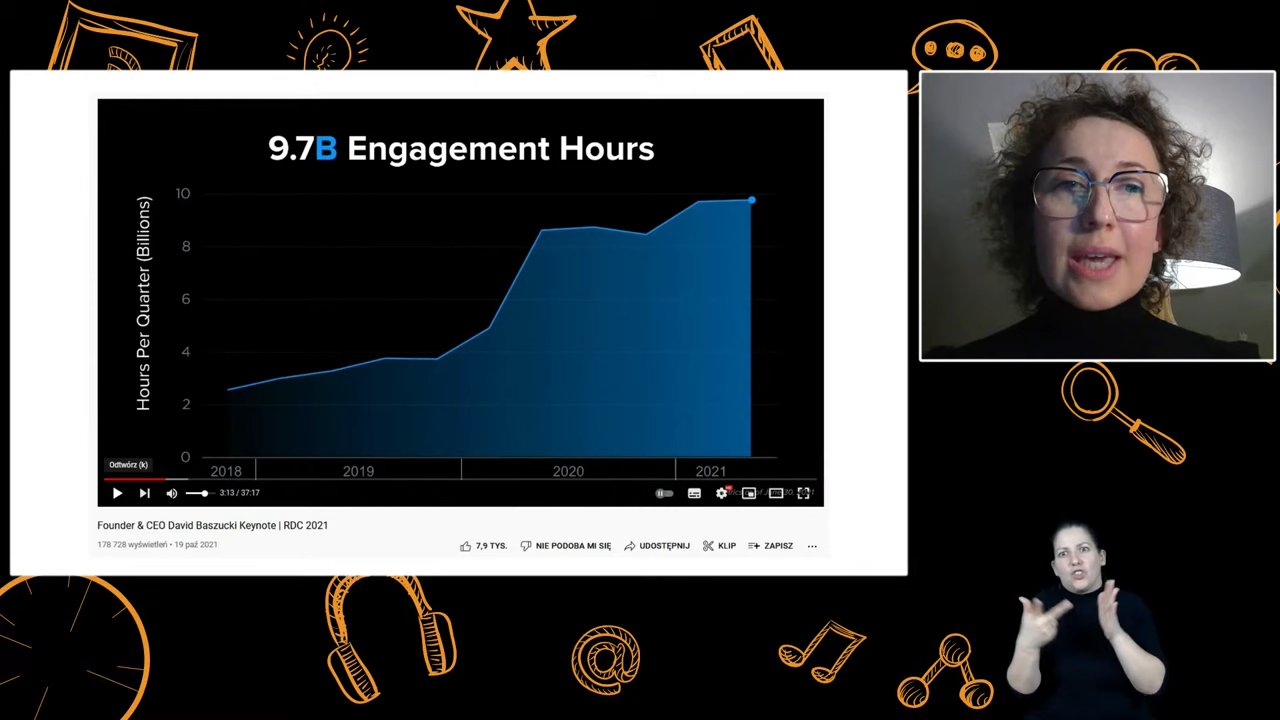 9.7B Engagement Hours
Hours Per Quarter (Billions)
10
8
6
4
2
0
2018
2019
2020
2021
Odtwórz (k)
3:13 / 37:17
Founder & CEO David Baszucki Keynote | RDC 2021
178 728 wyświetleń • 19 paź 2021
7,9 TYS.
NIE PODOBA MI SIĘ
UDOSTĘPNIJ
KLIP
ZAPISZ